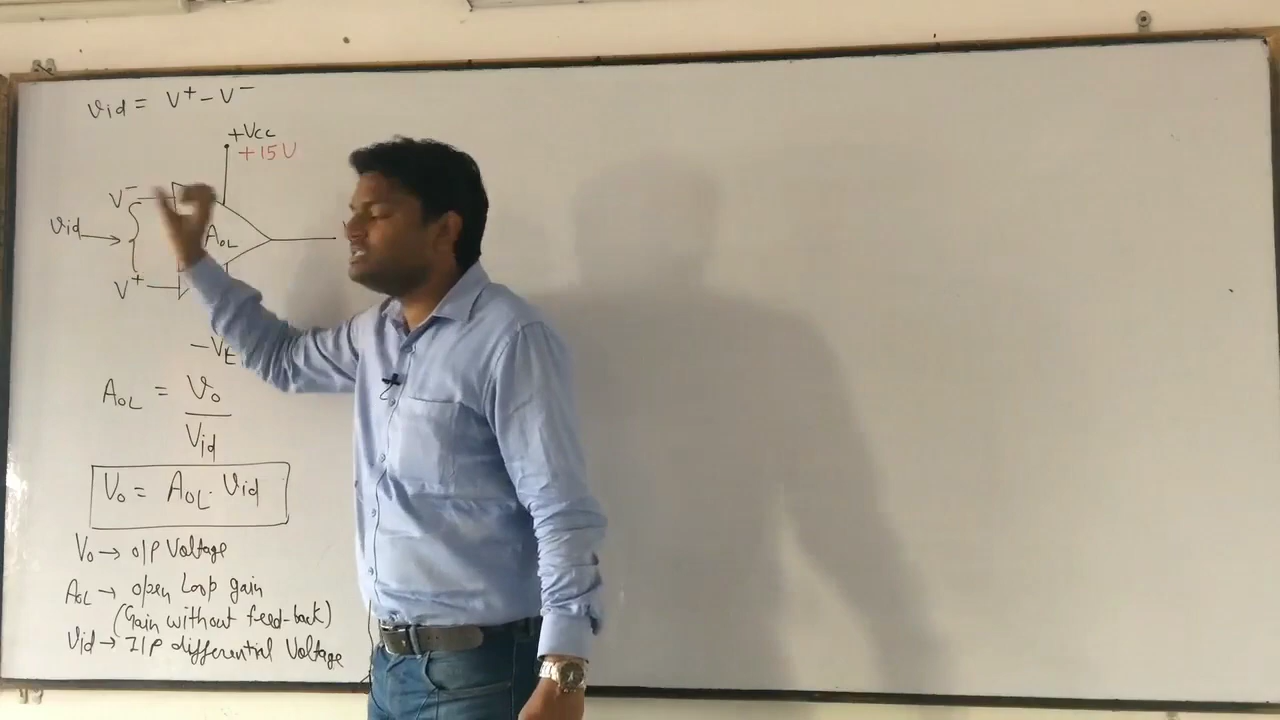 Vid = V+ - V-
+Vcc
+15V
V-
Vid
AOL
V+
-VE
AOL = Vo
Vid
Vo = AOL . Vid
Vo → o/p Voltage
AOL → open Loop gain
(Gain without feed-back)
Vid → I/P differential Voltage